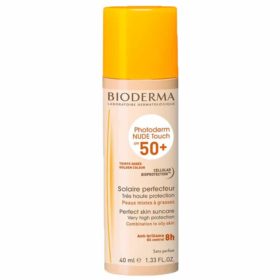 BIODERMA
LABORATOIRE DERMATOLOGIQUE
Photoderm
NUDE Touch
SPF 50+
TEINTE DORÉE
GOLDEN COLOUR
CELLULAR
BIOPROTECTION
Solaire perfecteur
Très haute protection
Peaux mixtes à grasses
Perfect skin suncare
Very high protection
Combination to oily skin
Anti-brillance
Oil control 8h
Sans parfum
40 ml e 1.33 FL.OZ.